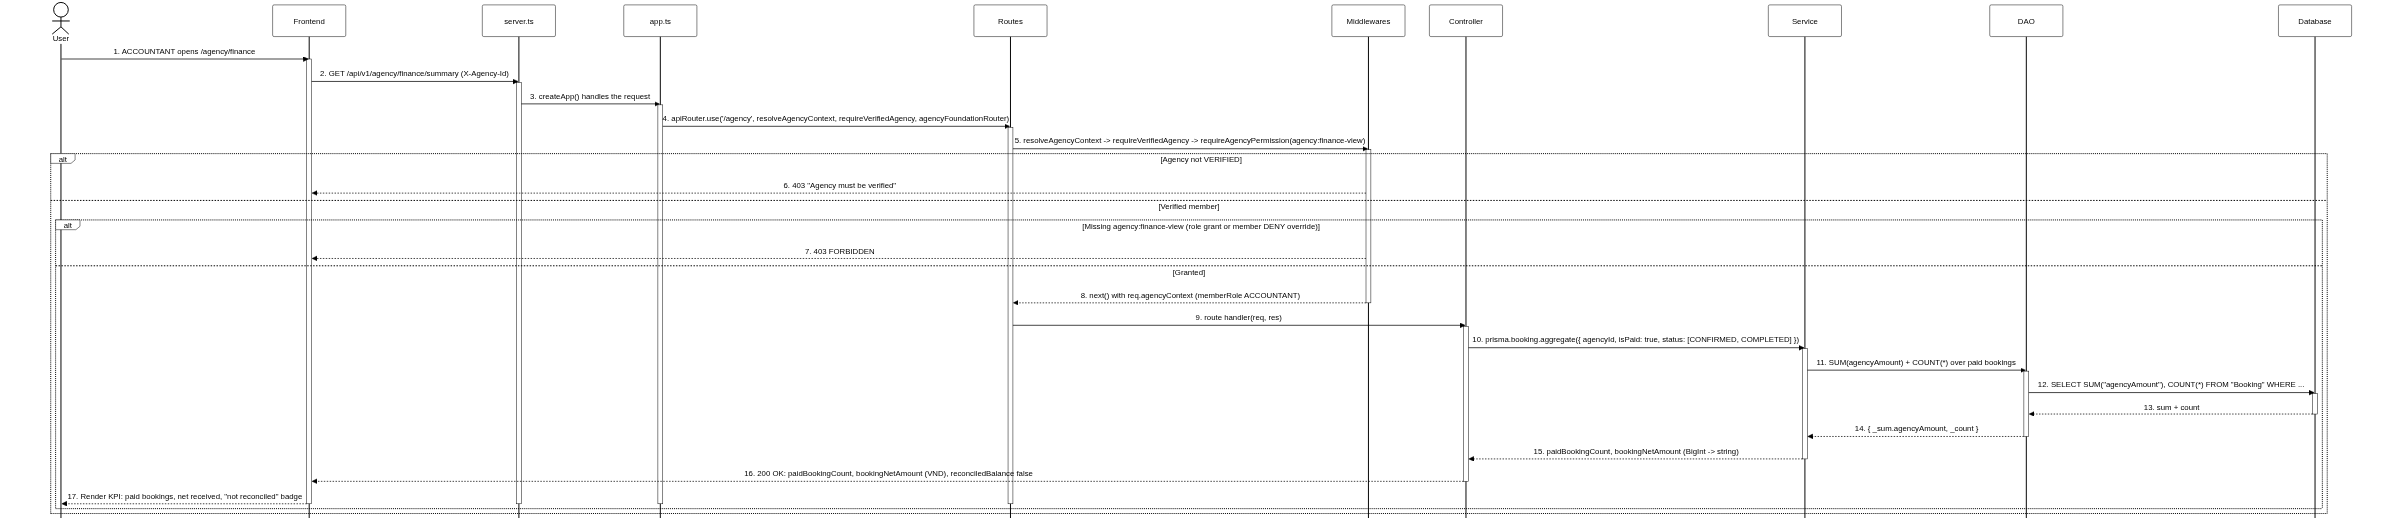 User
Frontend
server.ts
app.ts
Routes
Middlewares
Controller
Service
DAO
Database
1. ACCOUNTANT opens /agency/finance
2. GET /api/v1/agency/finance/summary (X-Agency-Id)
3. createApp() handles the request
4. apiRouter.use('/agency', resolveAgencyContext, requireVerifiedAgency, agencyFoundationRouter)
5. resolveAgencyContext -> requireVerifiedAgency -> requireAgencyPermission(agency:finance-view)
alt
[Agency not VERIFIED]
6. 403 "Agency must be verified"
[Verified member]
alt
[Missing agency:finance-view (role grant or member DENY override)]
7. 403 FORBIDDEN
[Granted]
8. next() with req.agencyContext (memberRole ACCOUNTANT)
9. route handler(req, res)
10. prisma.booking.aggregate({ agencyId, isPaid: true, status: [CONFIRMED, COMPLETED] })
11. SUM(agencyAmount) + COUNT(*) over paid bookings
12. SELECT SUM("agencyAmount"), COUNT(*) FROM "Booking" WHERE ...
13. sum + count
14. { _sum.agencyAmount, _count }
15. paidBookingCount, bookingNetAmount (BigInt -> string)
16. 200 OK: paidBookingCount, bookingNetAmount (VND), reconciledBalance false
17. Render KPI: paid bookings, net received, "not reconciled" badge